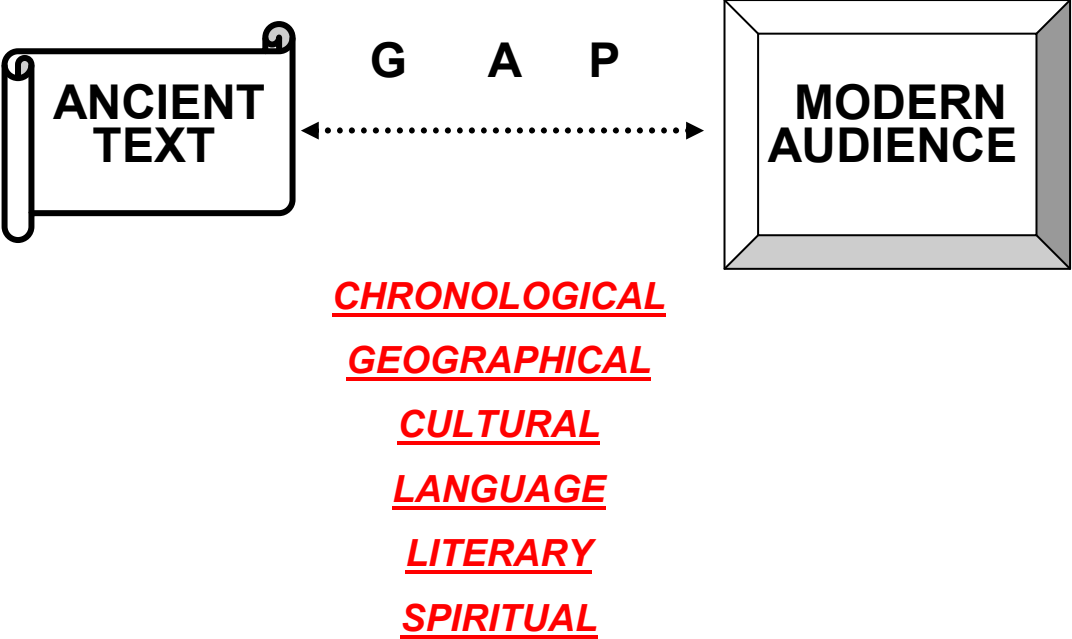 G A P
ANCIENT
TEXT
MODERN
AUDIENCE
CHRONOLOGICAL
GEOGRAPHICAL
CULTURAL
LANGUAGE
LITERARY
SPIRITUAL